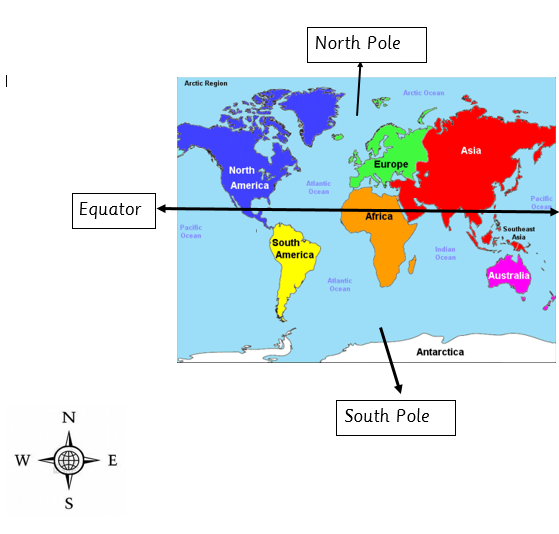 North Pole
Arctic Region
Arctic Ocean
Asia
Europe
North
America
Atlantic
Ocean
Pacific
Ocean
Equator
Africa
Pacific
Ocean
Southeast
Asia
South
America
Indian
Ocean
Australia
Atlantic
Ocean
Antarctica
South Pole
N
W
E
S